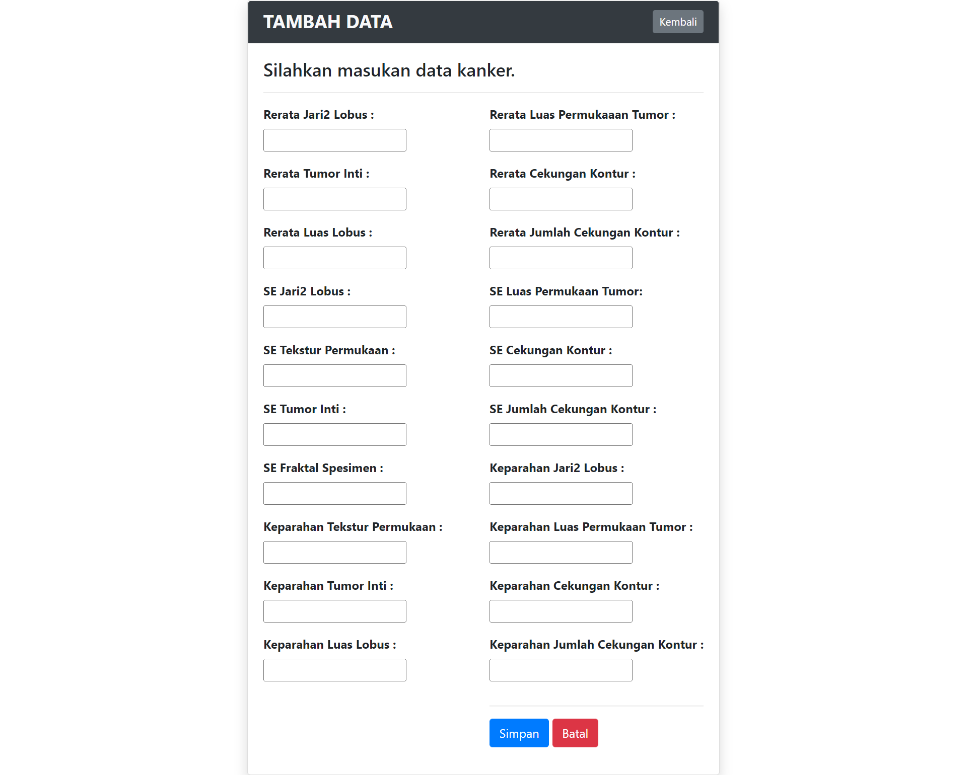 TAMBAH DATA
Kembali
Silahkan masukan data kanker.
Rerata Jari2 Lobus :
Rerata Luas Permukaaan Tumor :
Rerata Tumor Inti :
Rerata Cekungan Kontur :
Rerata Luas Lobus :
Rerata Jumlah Cekungan Kontur :
SE Jari2 Lobus :
SE Luas Permukaan Tumor:
SE Tekstur Permukaan :
SE Cekungan Kontur :
SE Tumor Inti :
SE Jumlah Cekungan Kontur :
SE Fraktal Spesimen :
Keparahan Jari2 Lobus :
Keparahan Tekstur Permukaan :
Keparahan Luas Permukaan Tumor :
Keparahan Tumor Inti :
Keparahan Cekungan Kontur :
Keparahan Luas Lobus :
Keparahan Jumlah Cekungan Kontur :
Simpan
Batal